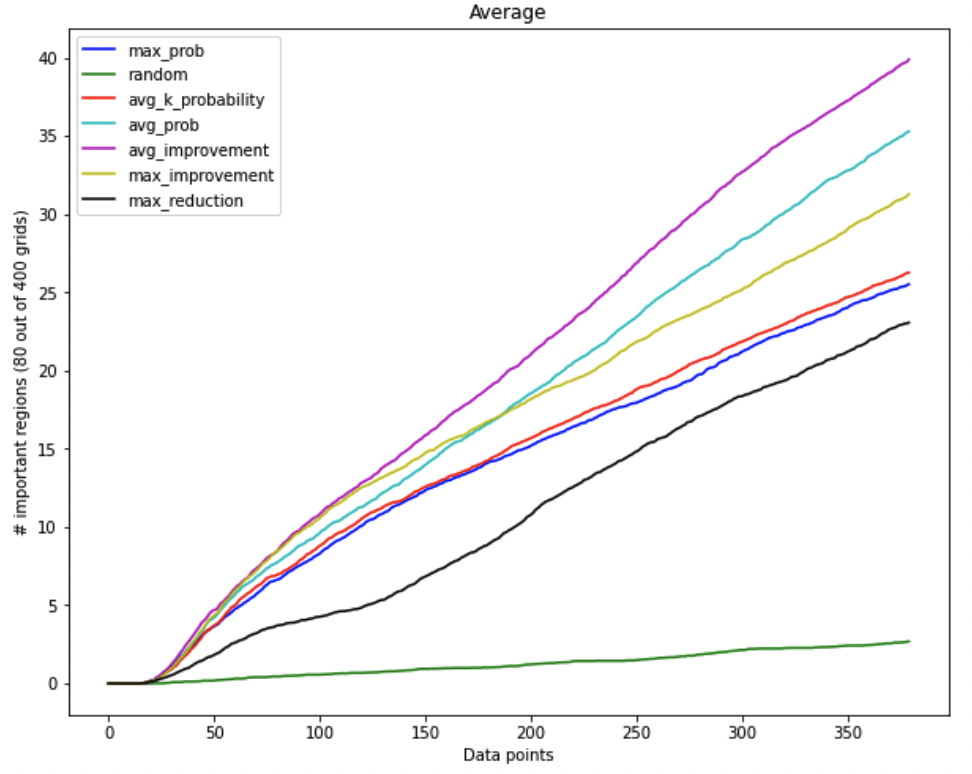 Average
max_prob
random
avg_k_probability
avg_prob
avg_improvement
max_improvement
max_reduction
# important regions (80 out of 400 grids)
40
35
30
25
20
15
10
5
0
0 50 100 150 200 250 300 350
Data points